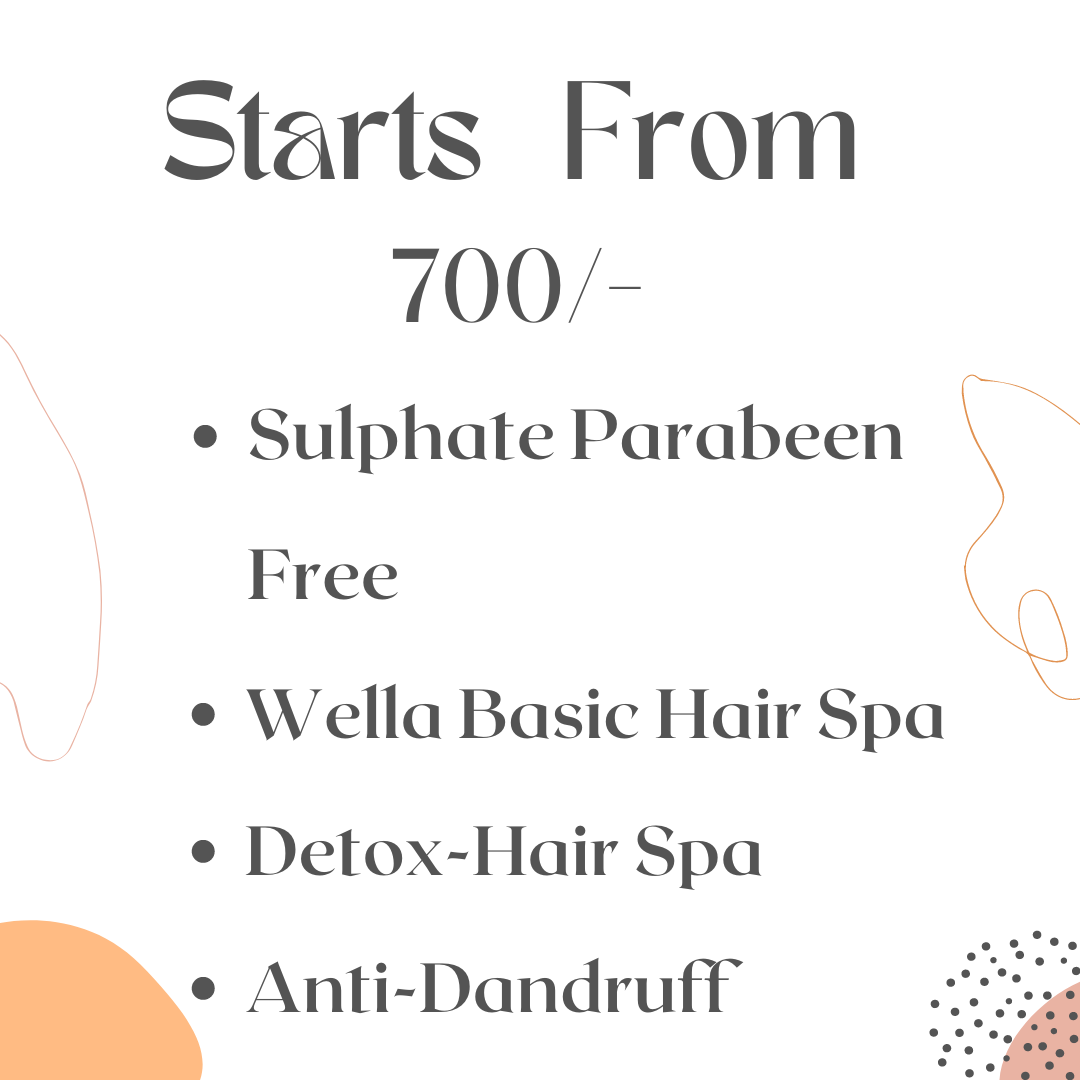 Starts From
700/-
• Sulphate Parabeen
Free
• Wella Basic Hair Spa
• Detox-Hair Spa
• Anti-Dandruff